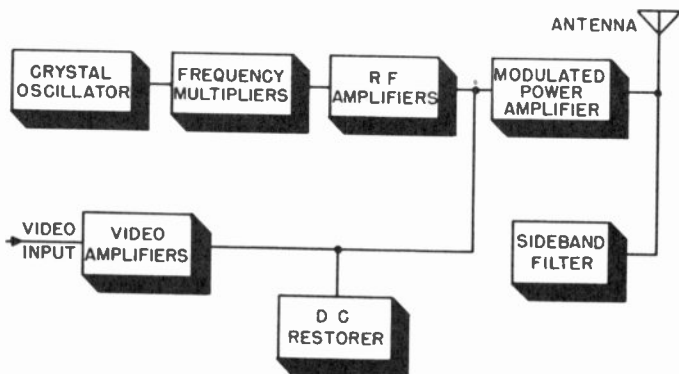 ANTENNA
CRYSTAL
OSCILLATOR
FREQUENCY
MULTIPLIERS
R F
AMPLIFIERS
MODULATED
POWER
AMPLIFIER
VIDEO
INPUT
VIDEO
AMPLIFIERS
SIDEBAND
FILTER
D C
RESTORER